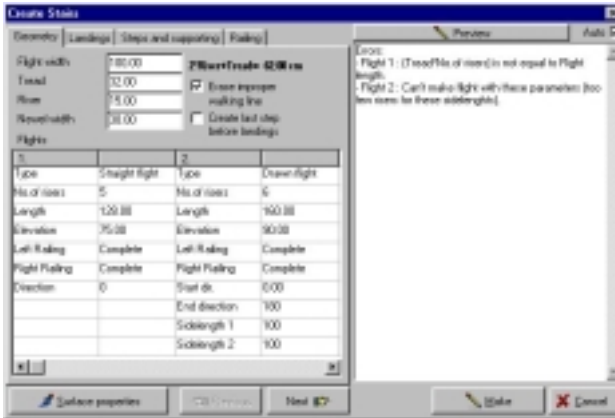 Create Stairs
Geometry Landings Steps and supporting Railing
Flight width 100.00
Tread 32.00
Riser 15.00
Newel width 30.00
2*Riser+Tread= 62.00 cm
Erase improper
walking line
Create last step
before landings
Flights
1. 2.
Type Straight flight Type Drawn flight
No. of risers 5 No. of risers 6
Length 128.00 Length 160.00
Elevation 75.00 Elevation 90.00
Left Railing Complete Left Railing Complete
Right Railing Complete Right Railing Complete
Direction 0 Start dir. 0.00
End direction 180
Sidelength 1 100
Sidelength 2 100
Surface properties
Next
Preview Auto
Errors:
- Flight 1 : (Tread*No. of risers) is not equal to Flight
length.
- Flight 2 : Can't make flight with these parameters (too
few risers for these sidelengths).
Make Cancel